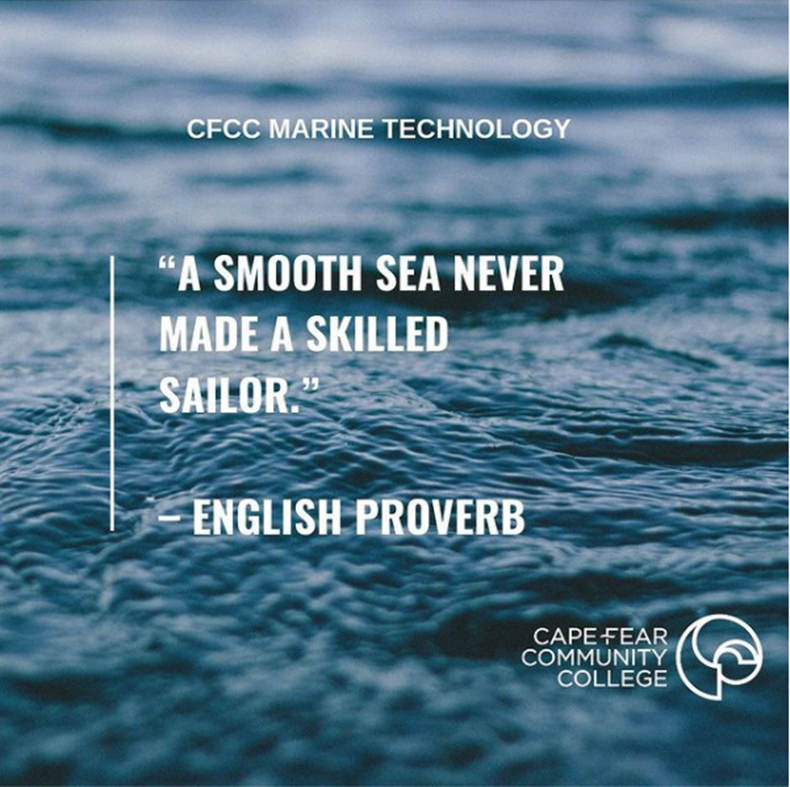 CFCC MARINE TECHNOLOGY
“A SMOOTH SEA NEVER
MADE A SKILLED
SAILOR.”
– ENGLISH PROVERB
CAPE FEAR
COMMUNITY
COLLEGE